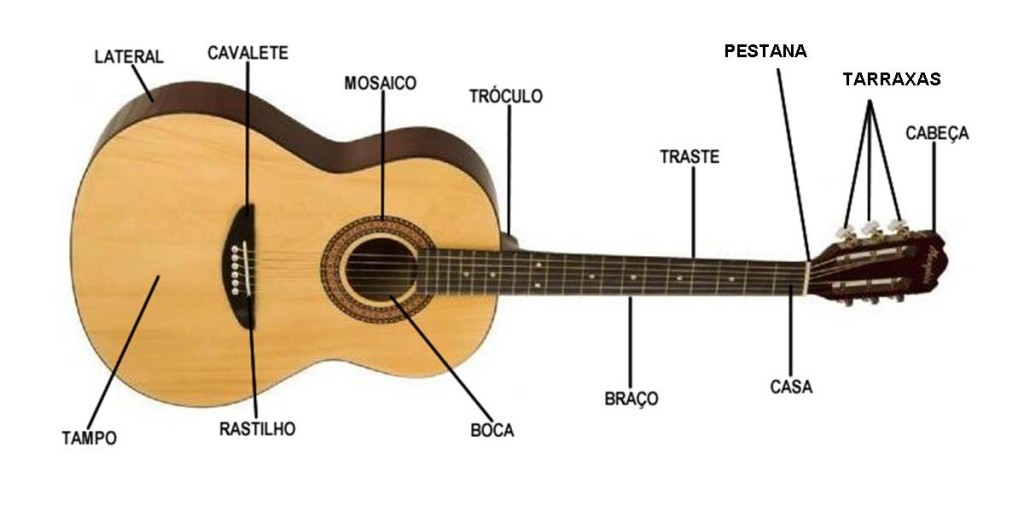 LATERAL
CAVALETE
MOSAICO
TRÓCULO
PESTANA
TARRAXAS
CABEÇA
TRASTE
TAMPO
RASTILHO
BOCA
BRAÇO
CASA